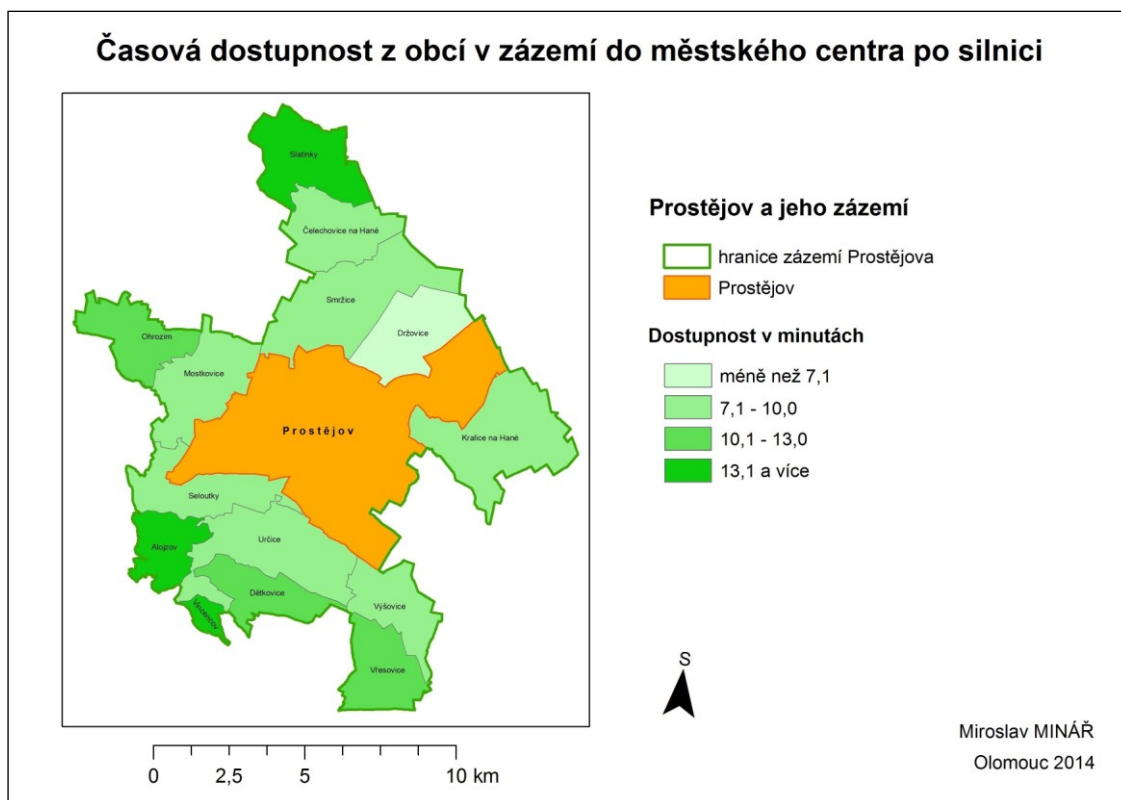 Časová dostupnost z obcí v zázemí do městského centra po silnici
Slatinky
Čelechovice na Hané
Smržice
Držovice
Ohrozim
Mostkovice
Prostějov
Kralice na Hané
Seloutky
Určice
Alojzov
Dětkovice
Vincencov
Výšovice
Vřesovice
Prostějov a jeho zázemí
hranice zázemí Prostějova
Prostějov
Dostupnost v minutách
méně než 7,1
7,1 - 10,0
10,1 - 13,0
13,1 a více
S
0 2,5 5 10 km
Miroslav MINÁŘ
Olomouc 2014